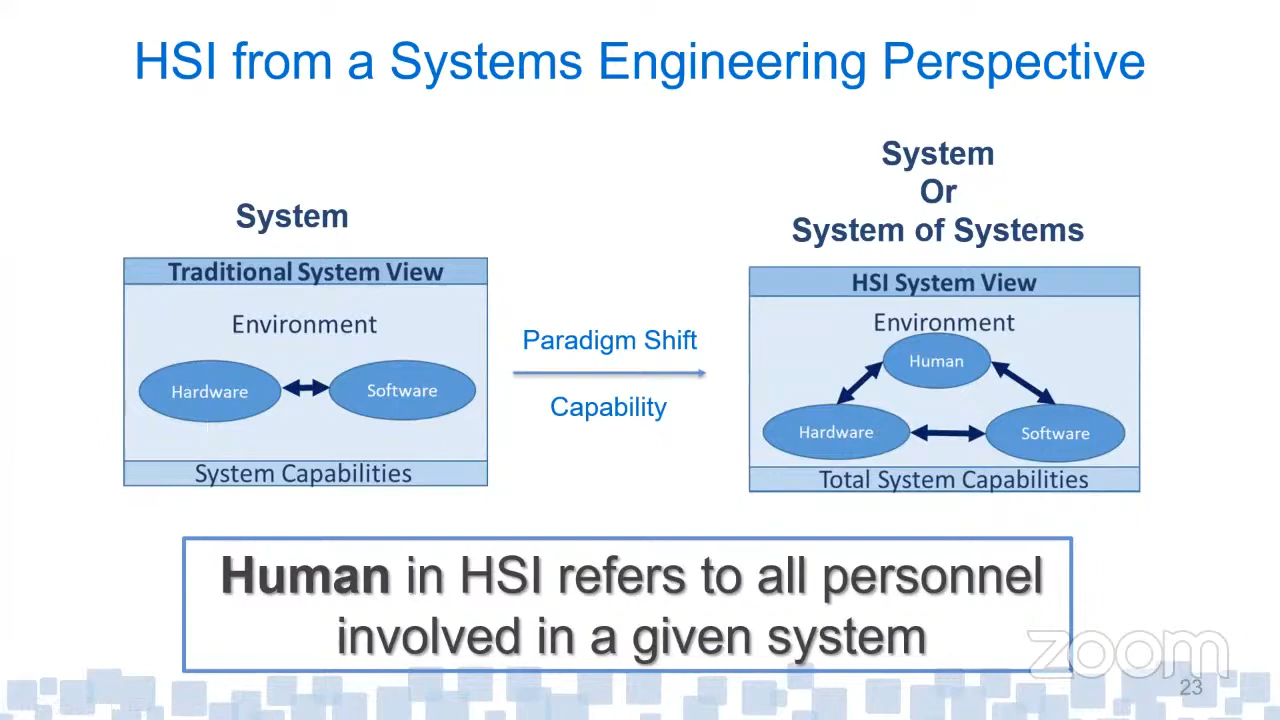 HSI from a Systems Engineering Perspective
System
Traditional System View
Environment
Hardware
Software
System Capabilities
Paradigm Shift
Capability
System
Or
System of Systems
HSI System View
Environment
Human
Hardware
Software
Total System Capabilities
Human in HSI refers to all personnel
involved in a given system
zoom
23